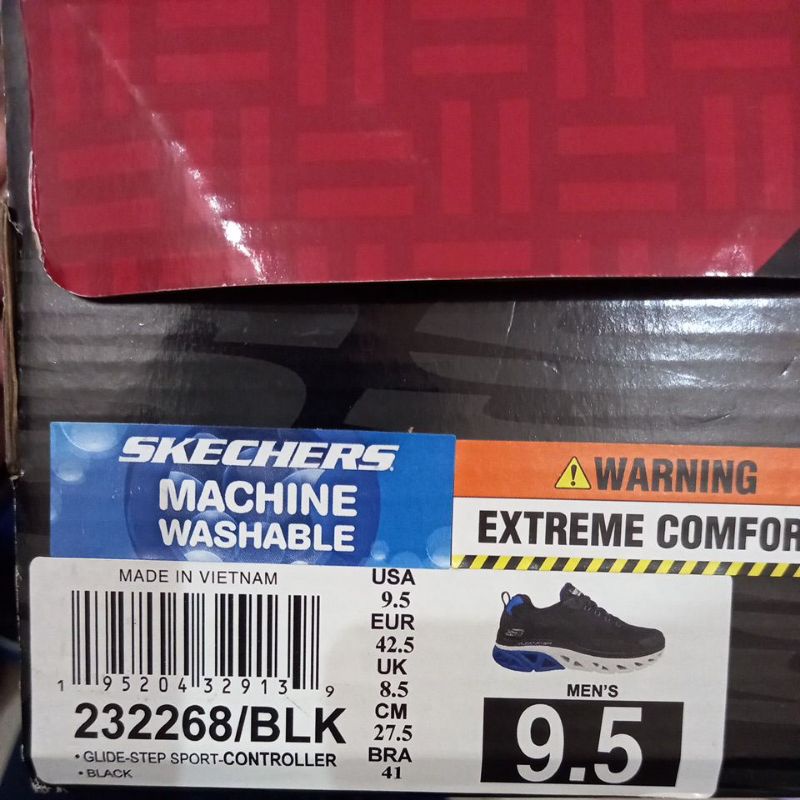 SKECHERS
MACHINE
WASHABLE
WARNING
EXTREME COMFOR
MADE IN VIETNAM
1 95204 32913 9
232268/BLK
• GLIDE-STEP SPORT-CONTROLLER
• BLACK
USA
9.5
EUR
42.5
UK
8.5
CM
27.5
BRA
41
MEN'S
9.5